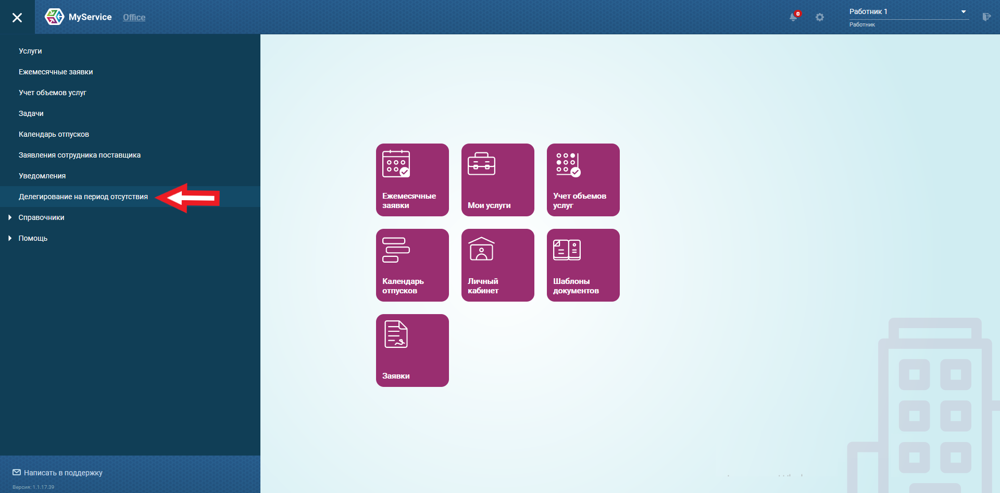 MyService Office
0
Работник 1
Работник
Услуги
Ежемесячные заявки
Учет объемов услуг
Задачи
Календарь отпусков
Заявления сотрудника поставщика
Уведомления
Делегирование на период отсутствия
Справочники
Помощь
Ежемесячные
заявки
Мои услуги
Учет объемов
услуг
Календарь
отпусков
Личный
кабинет
Шаблоны
документов
Заявки
Написать в поддержку
Версия: 1.1.17.39